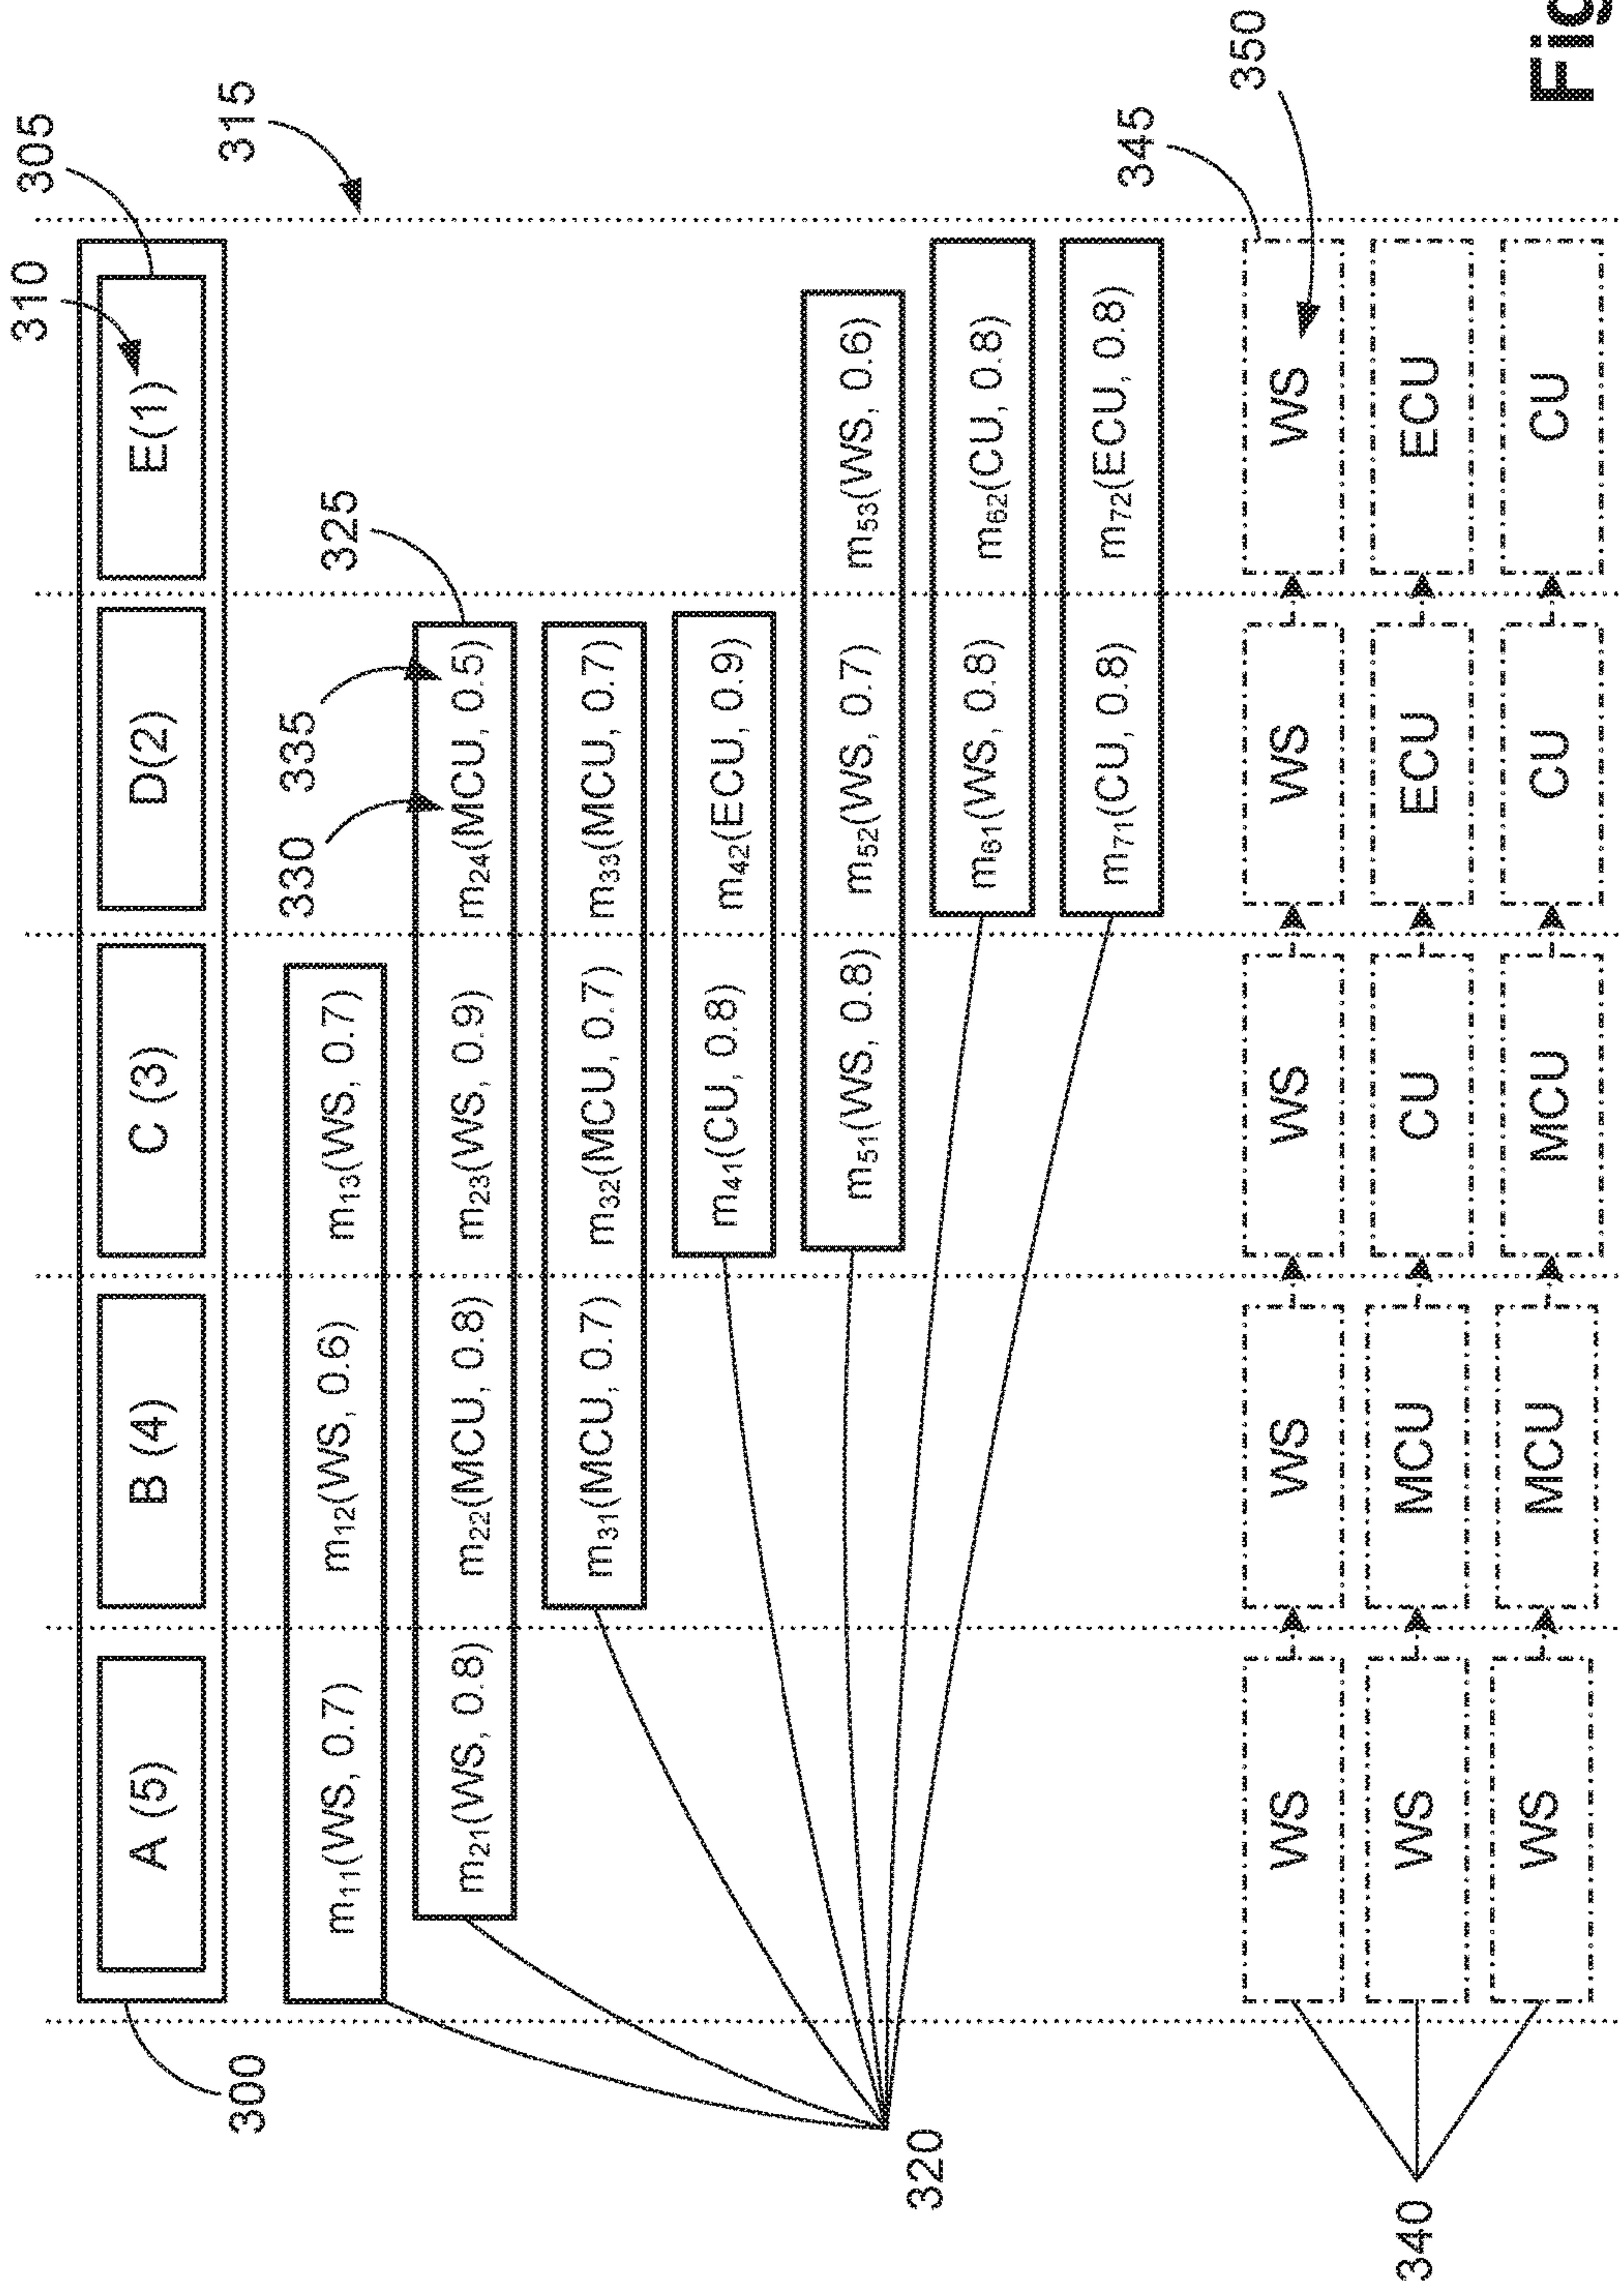 310
305
315
A (5)
B (4)
C (3)
D(2)
E(1)
300
330
335
325
m₁₁(WS, 0.7)
m₁₂(WS, 0.6)
m₁₃(WS, 0.7)
m₂₁(WS, 0.8)
m₂₂(MCU, 0.8)
m₂₃(WS, 0.9)
m₂₄(MCU, 0.5)
m₃₁(MCU, 0.7)
m₃₂(MCU, 0.7)
m₃₃(MCU, 0.7)
m₄₁(CU, 0.8)
m₄₂(ECU, 0.9)
m₅₁(WS, 0.8)
m₅₂(WS, 0.7)
m₅₃(WS, 0.6)
m₆₁(WS, 0.8)
m₆₂(CU, 0.8)
m₇₁(CU, 0.8)
m₇₂(ECU, 0.8)
320
345
350
WS
WS
WS
WS
WS
WS
MCU
CU
ECU
ECU
WS
MCU
MCU
CU
CU
340
Fig